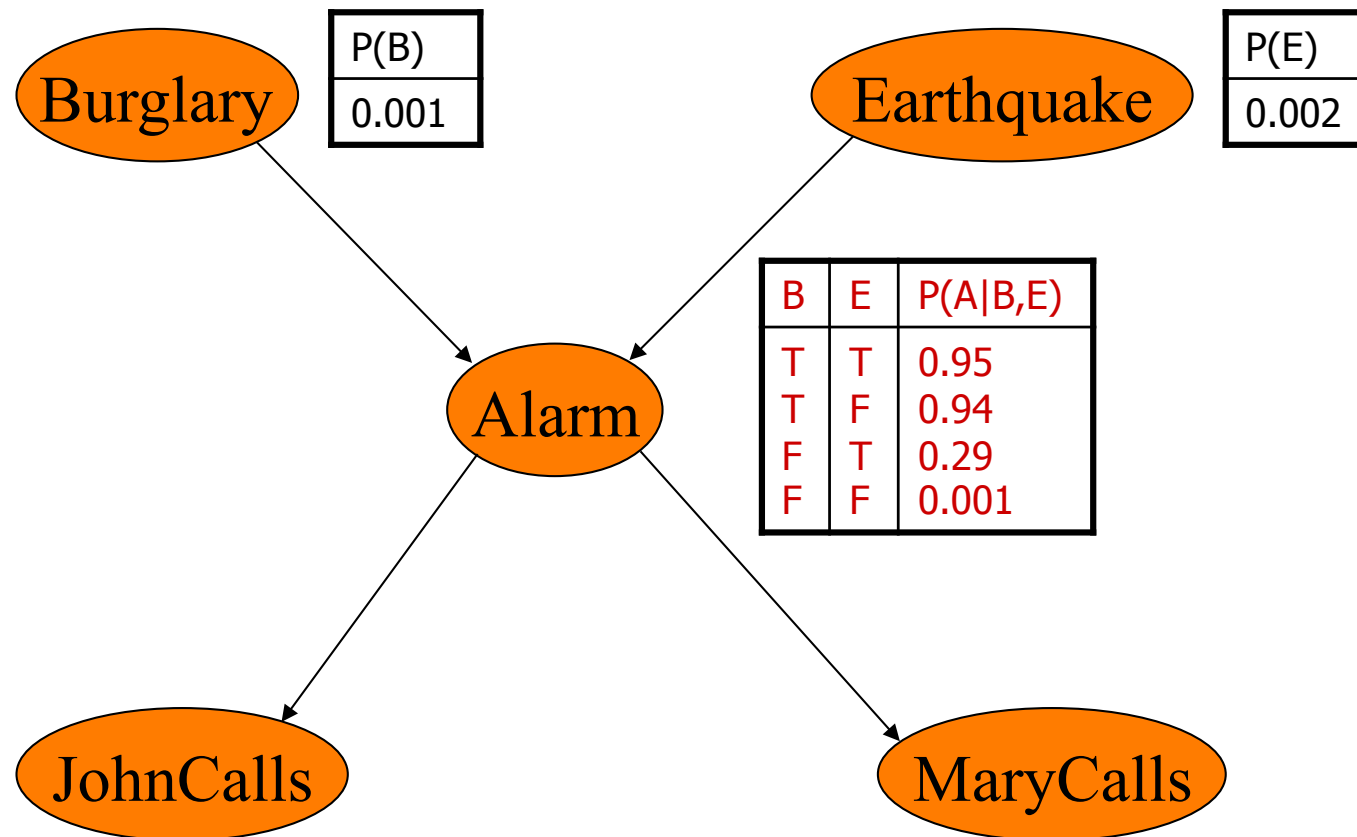 Burglary
P(B)
0.001
Earthquake
P(E)
0.002
B E P(A|B,E)
T T 0.95
T F 0.94
F T 0.29
F F 0.001
Alarm
JohnCalls
MaryCalls